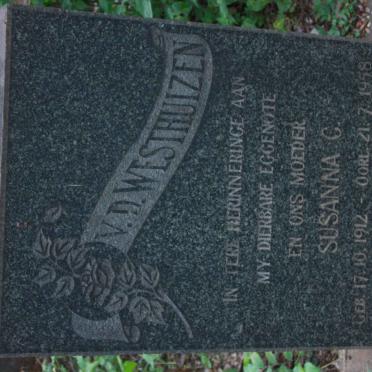 V.D. WESTHUIZEN
IN TERE HERINNERINGE AAN
MY DIERBARE EGGENOTE
EN ONS MOEDER
SUSANNA C.
GEB. 17.10.1912 - OORL. 21.7.1958